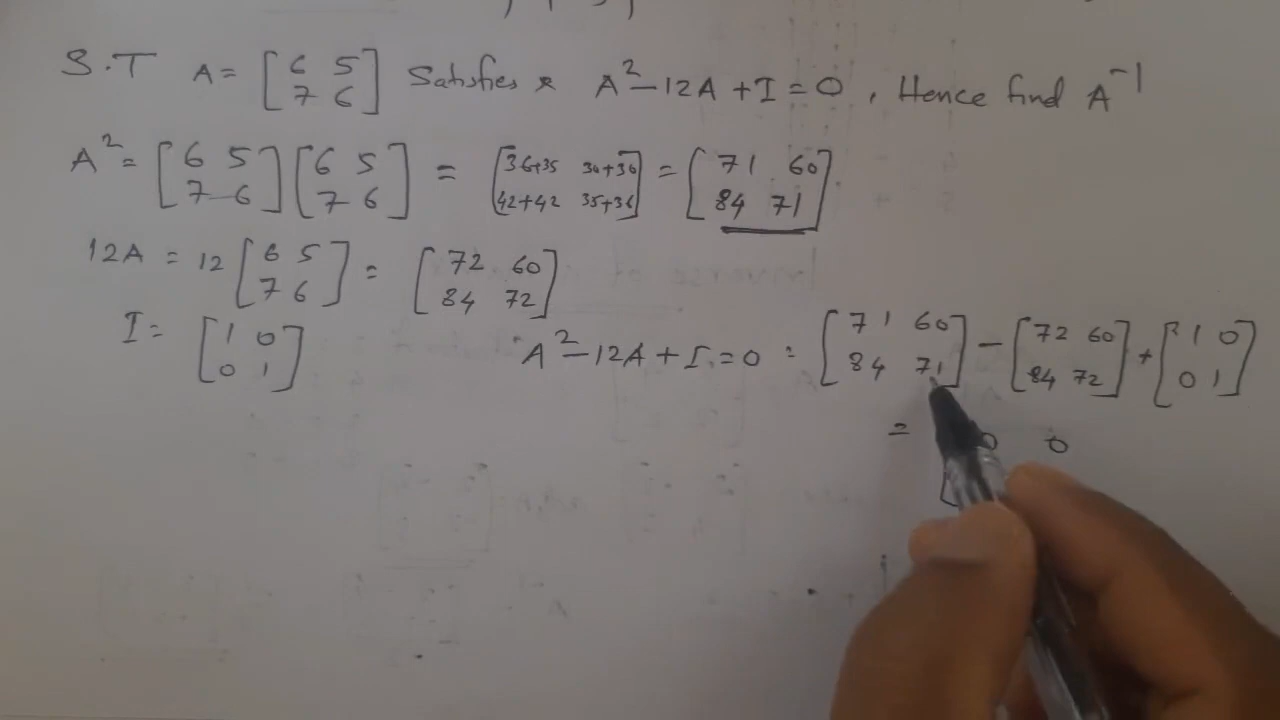 S.T A = [6 5; 7 6] Satisfies A² - 12A + I = 0, Hence find A⁻¹
A² = [6 5; 7 6] [6 5; 7 6] = [36+35 30+30; 42+42 35+36] = [71 60; 84 71]
12A = 12 [6 5; 7 6] = [72 60; 84 72]
I = [1 0; 0 1]
A² - 12A + I = 0 = [71 60; 84 71] - [72 60; 84 72] + [1 0; 0 1]
= [0 0